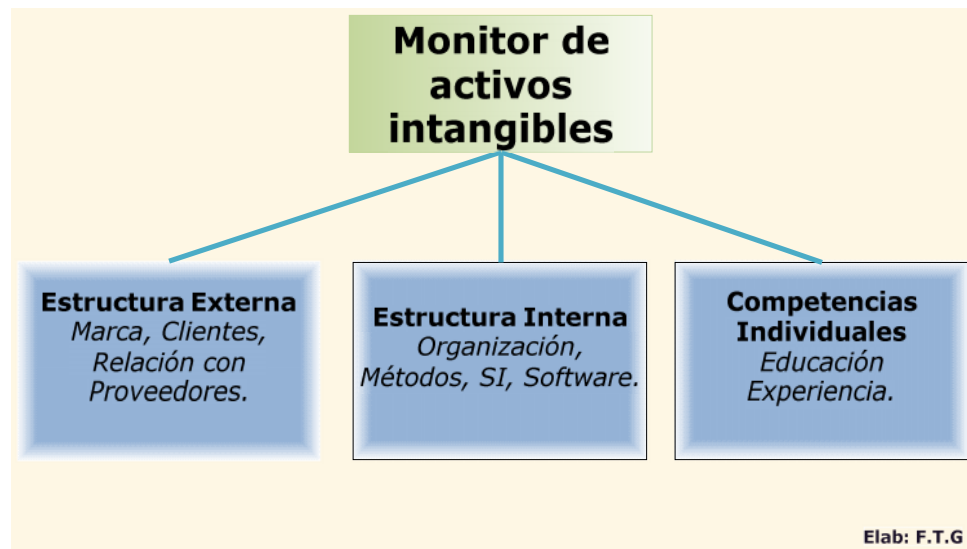 Monitor de
activos
intangibles
Estructura Externa
Marca, Clientes,
Relación con
Proveedores.
Estructura Interna
Organización,
Métodos, SI, Software.
Competencias
Individuales
Educación
Experiencia.
Elab: F.T.G